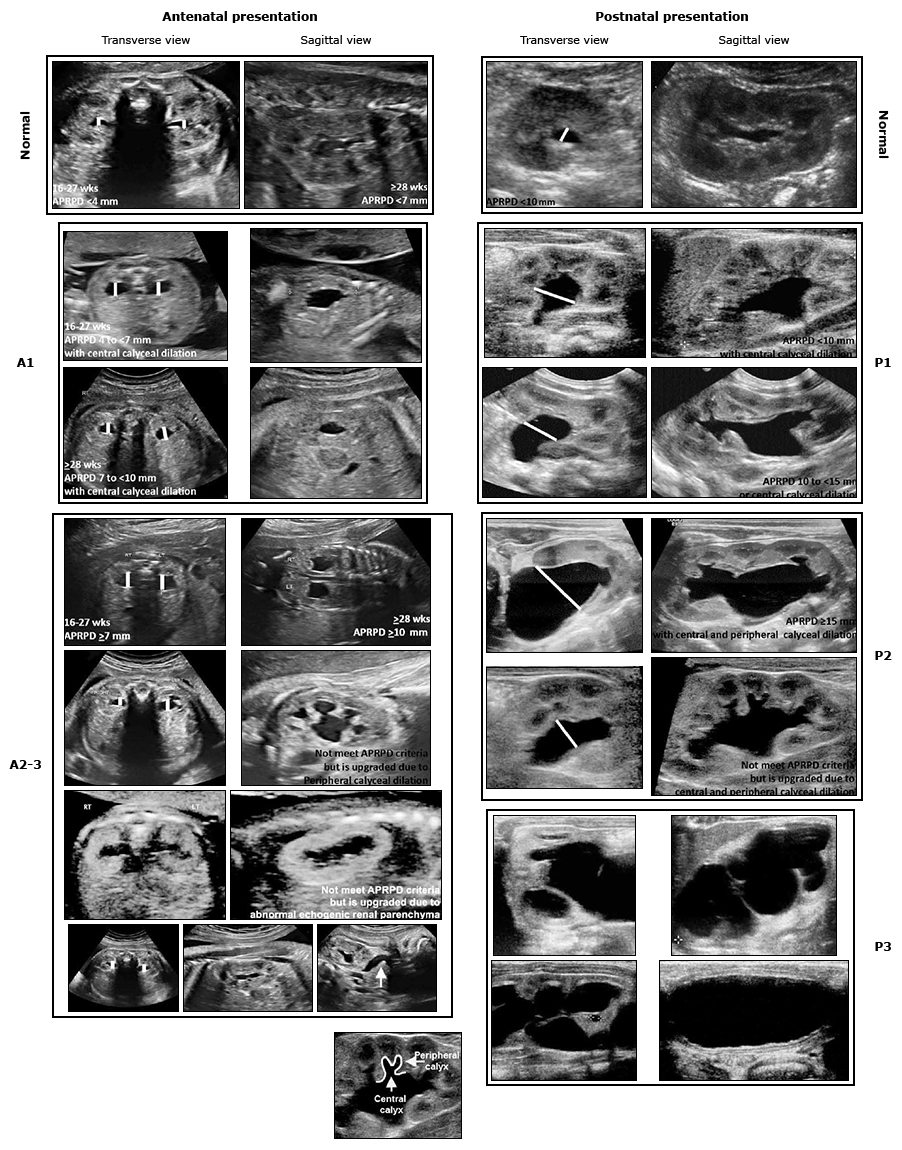 Antenatal presentation
Postnatal presentation
Transverse view
Sagittal view
Transverse view
Sagittal view
Normal
16-27 wks
APRPD <4 mm
≥28 wks
APRPD <7 mm
APRPD <10 mm
Normal
A1
16-27 wks
APRPD 4 to <7 mm
with central calyceal dilation
≥28 wks
APRPD 7 to <10 mm
with central calyceal dilation
APRPD <10 mm
with central calyceal dilation
APRPD 10 to <15 mm
or central calyceal dilation
P1
A2-3
16-27 wks
APRPD ≥7 mm
≥28 wks
APRPD ≥10 mm
Not meet APRPD criteria
but is upgraded due to
Peripheral calyceal dilation
RT
LT
Not meet APRPD criteria
but is upgraded due to
abnormal echogenic renal parenchyma
APRPD ≥15 mm
with central and peripheral calyceal dilation
Not meet APRPD criteria
but is upgraded due to
central and peripheral calyceal dilation
P2
P3
Peripheral
calyx
Central
calyx